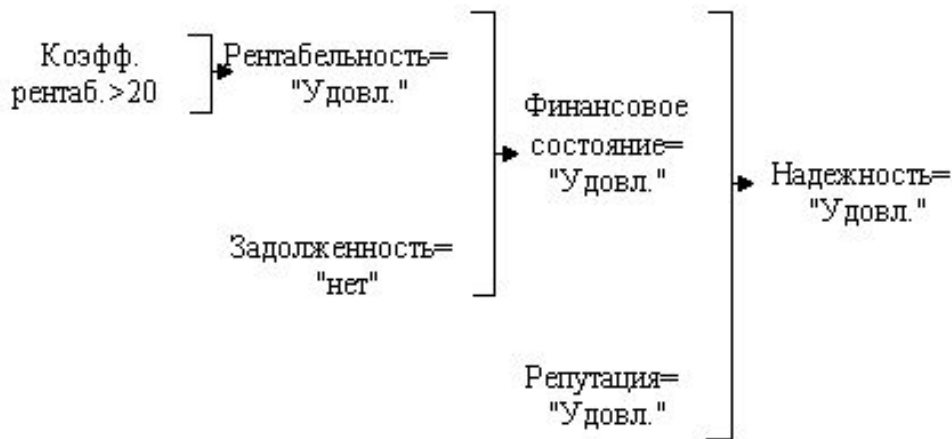 Коэфф.
рентаб.>20
Рентабельность=
"Удовл."
Задолженность=
"нет"
Финансовое
состояние=
"Удовл."
Репутация=
"Удовл."
Надежность=
"Удовл."